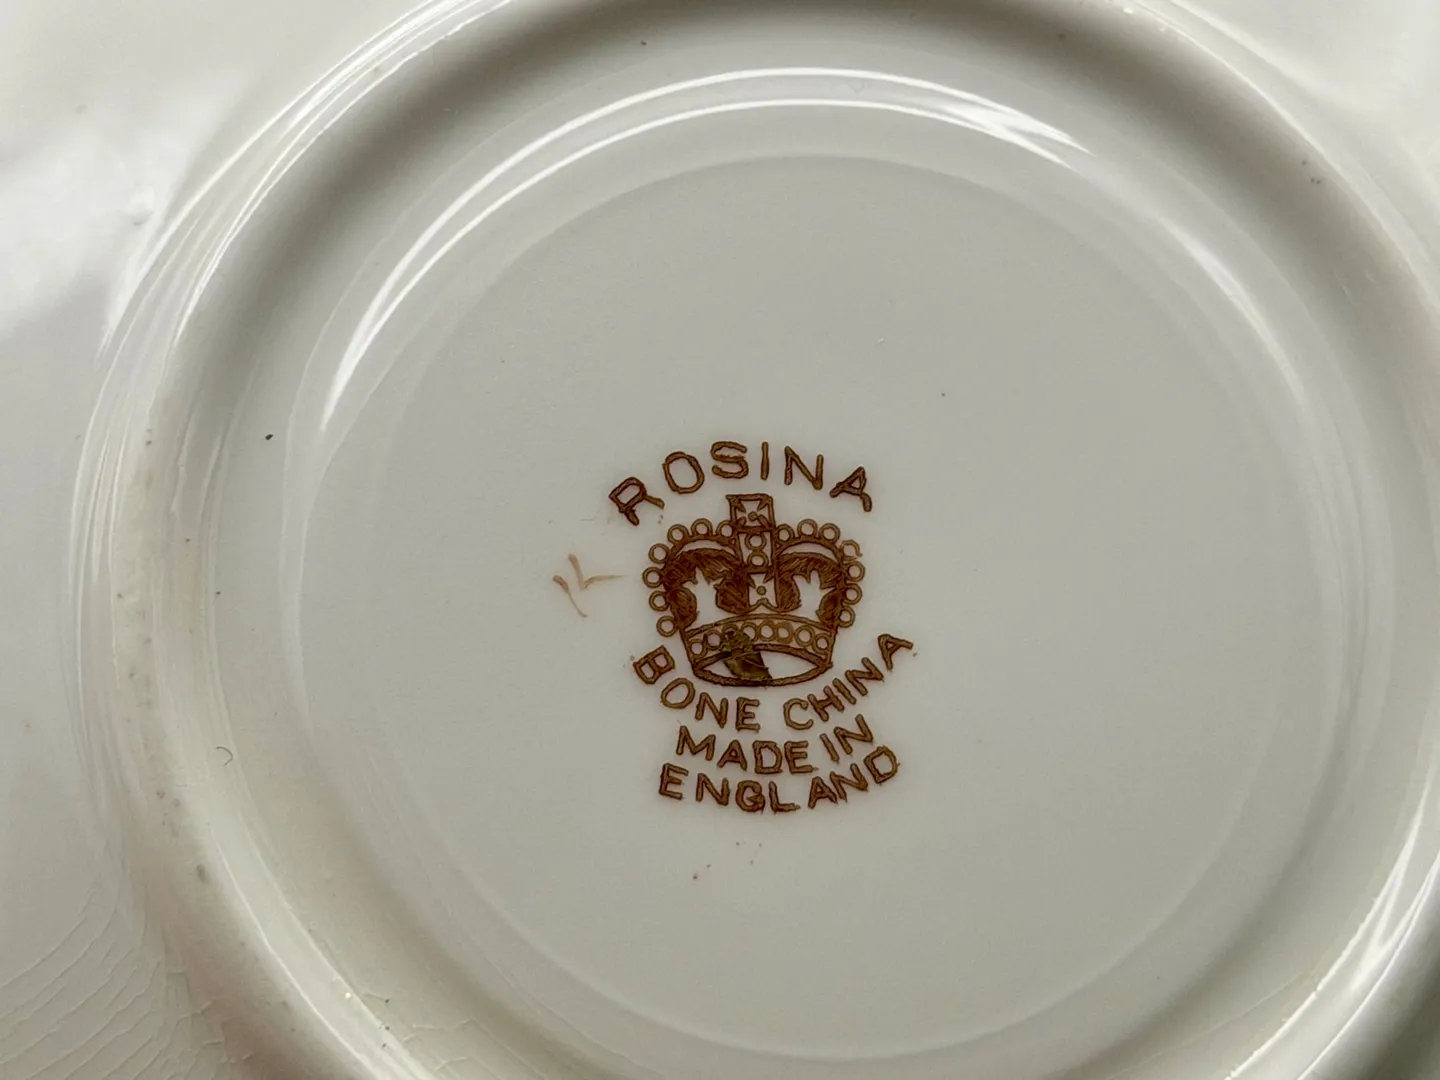 ROSINA
BONE CHINA
MADE IN
ENGLAND